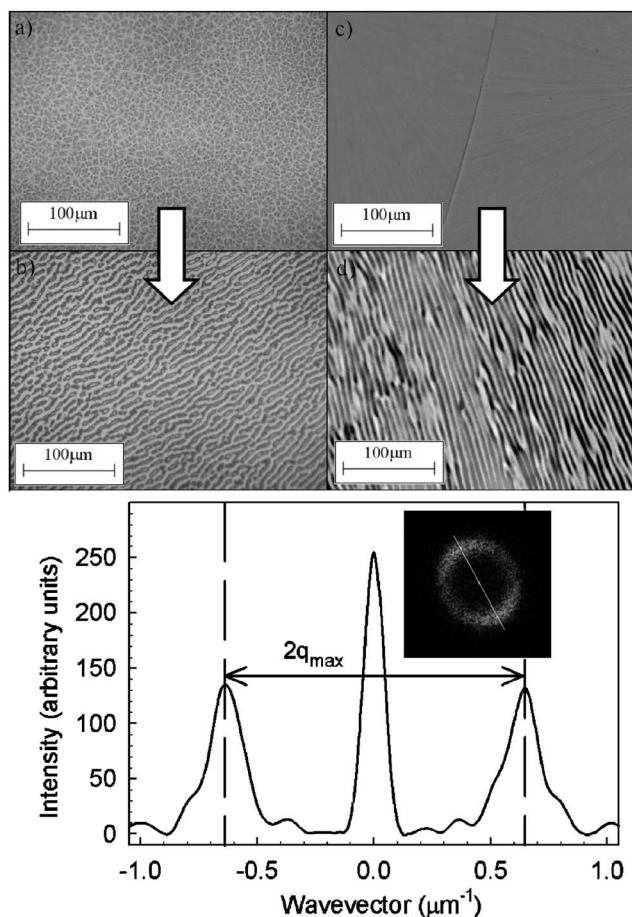 a)
c)
100μm
100μm
b)
d)
100μm
100μm
250
200
150
100
50
0
2qmax
Intensity (arbitrary units)
-1.0
-0.5
0.0
0.5
1.0
Wavevector (μm-1)